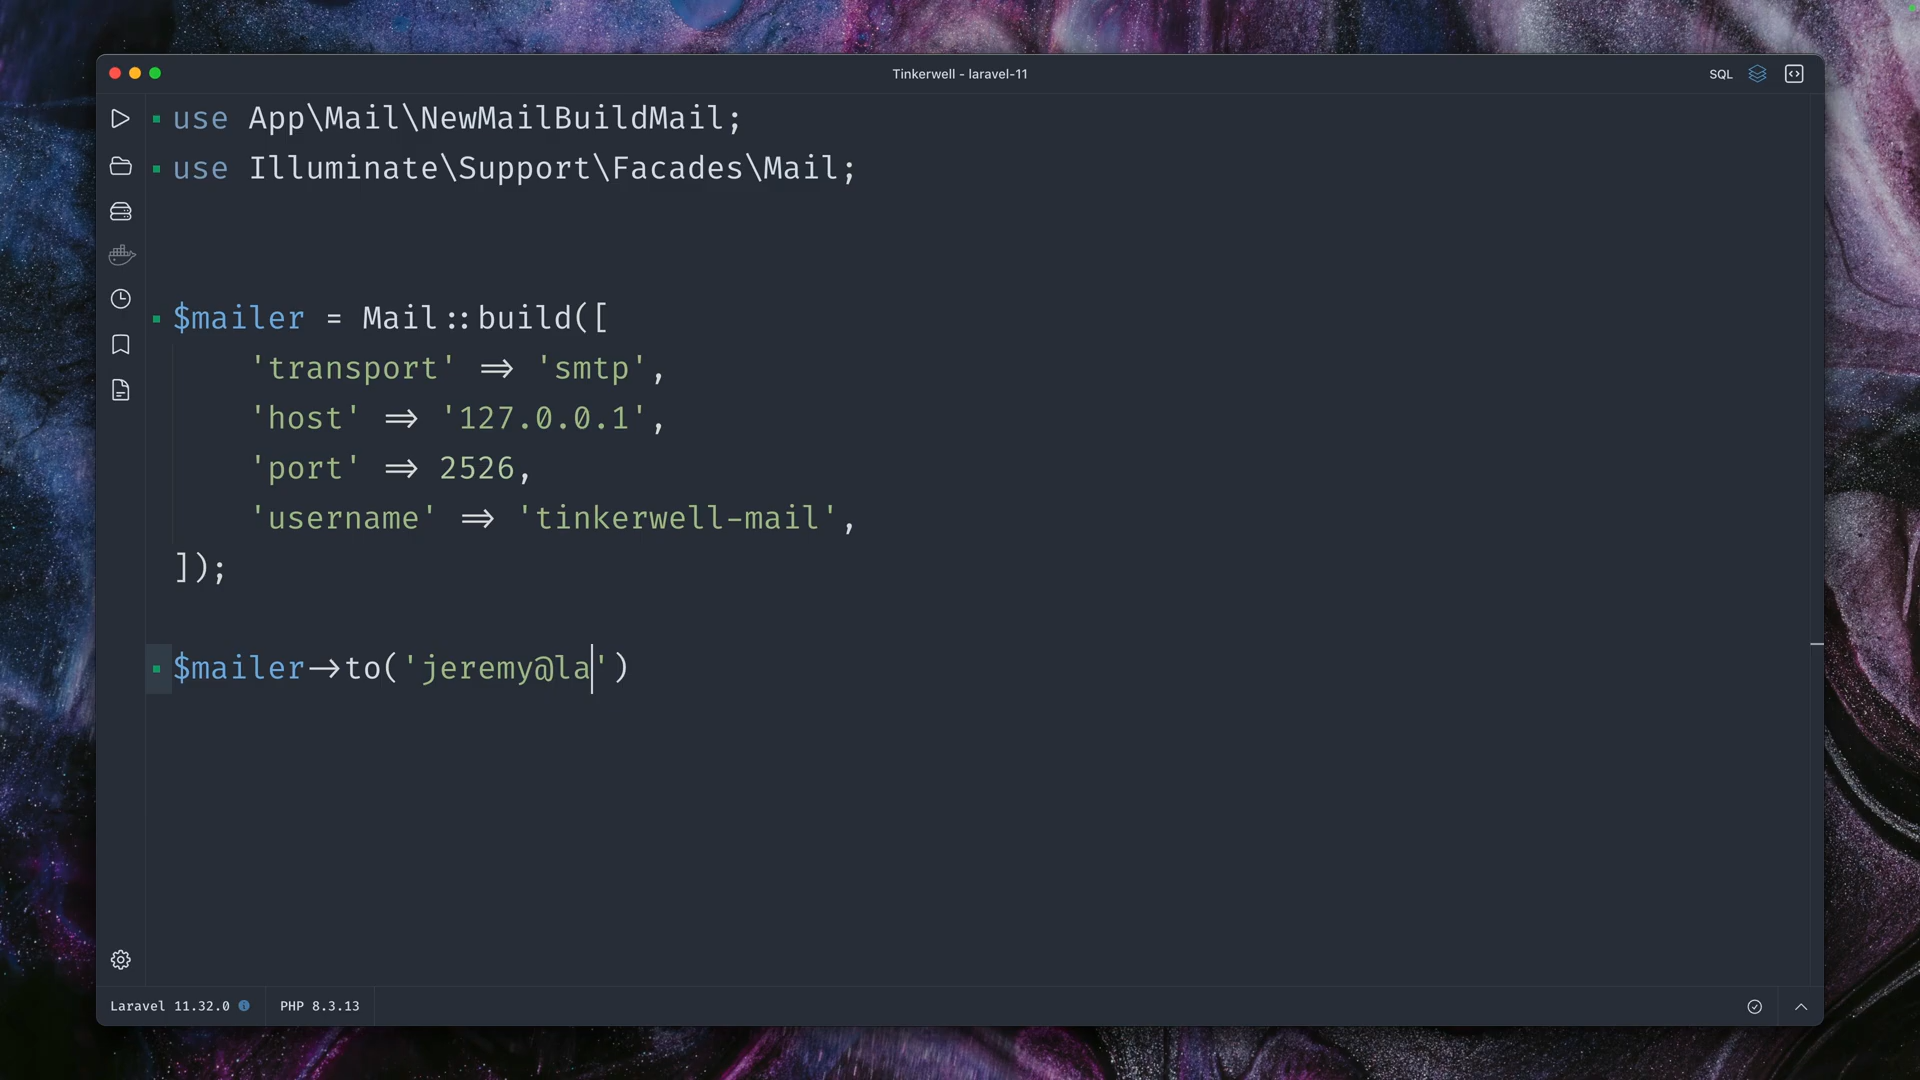 Tinkerwell - laravel-11
SQL
use App\Mail\NewMailBuildMail;
use Illuminate\Support\Facades\Mail;
$mailer = Mail::build([
'transport' => 'smtp',
'host' => '127.0.0.1',
'port' => 2526,
'username' => 'tinkerwell-mail',
]);
$mailer->to('jeremy@la')
Laravel 11.32.0
PHP 8.3.13